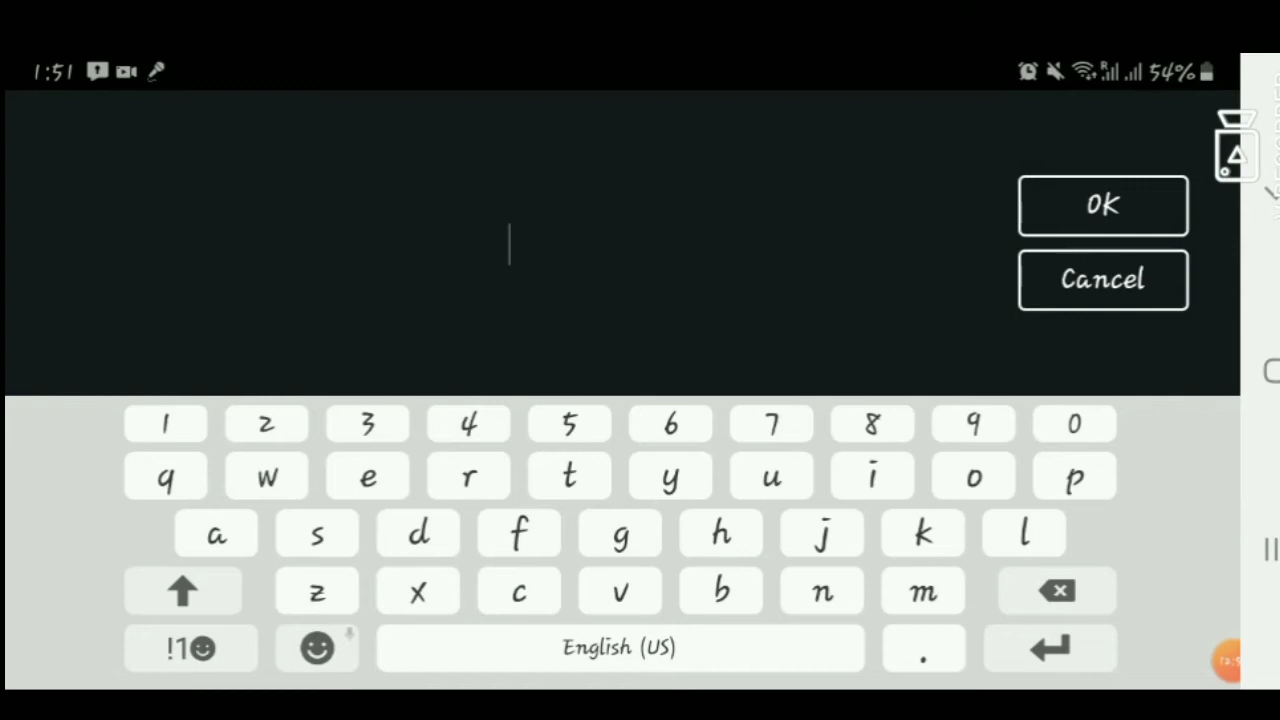 1:51 54%
OK
Cancel
1 2 3 4 5 6 7 8 9 0
q w e r t y u i o p
a s d f g h j k l
z x c v b n m
!1 English (US) .